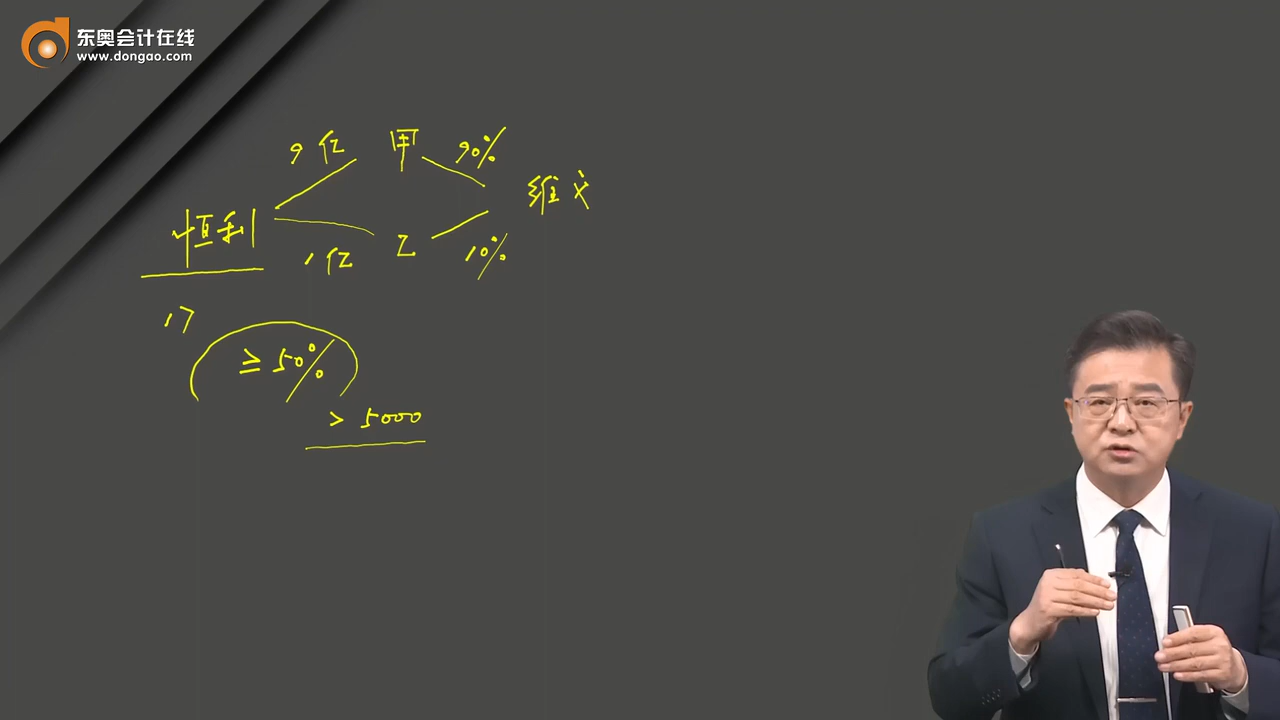 东奥会计在线
www.dongao.com
9亿 甲 90%
维文
恒利
1亿 乙 10%
17
≥50%
>5000